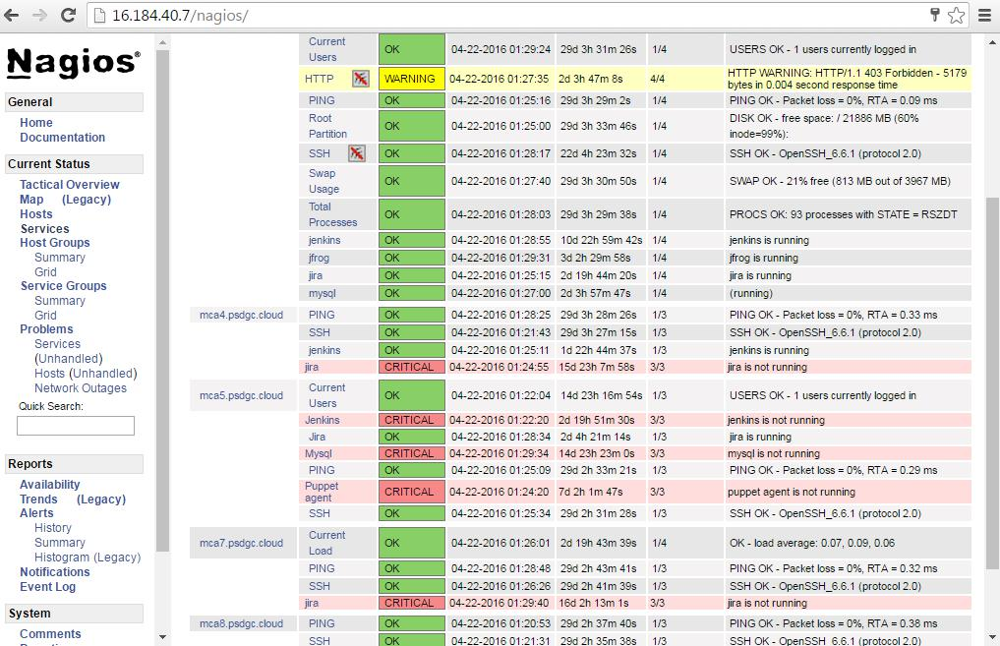 16.184.40.7/nagios/
Nagios®
General
Home
Documentation
Current Status
Tactical Overview
Map (Legacy)
Hosts
Services
Host Groups
Summary
Grid
Service Groups
Summary
Grid
Problems
Services
(Unhandled)
Hosts (Unhandled)
Network Outages
Quick Search:
Reports
Availability
Trends (Legacy)
Alerts
History
Summary
Histogram (Legacy)
Notifications
Event Log
System
Comments
Current Users OK 04-22-2016 01:29:24 29d 3h 31m 26s 1/4 USERS OK - 1 users currently logged in
HTTP WARNING 04-22-2016 01:27:35 2d 3h 47m 8s 4/4 HTTP WARNING: HTTP/1.1 403 Forbidden - 5179 bytes in 0.004 second response time
PING OK 04-22-2016 01:25:16 29d 3h 29m 2s 1/4 PING OK - Packet loss = 0%, RTA = 0.09 ms
Root Partition OK 04-22-2016 01:25:00 29d 3h 33m 46s 1/4 DISK OK - free space: / 21886 MB (60% inode=99%):
SSH OK 04-22-2016 01:28:17 22d 4h 23m 32s 1/4 SSH OK - OpenSSH_6.6.1 (protocol 2.0)
Swap Usage OK 04-22-2016 01:27:40 29d 3h 30m 50s 1/4 SWAP OK - 21% free (813 MB out of 3967 MB)
Total Processes OK 04-22-2016 01:28:03 29d 3h 29m 38s 1/4 PROCS OK: 93 processes with STATE = RSZDT
jenkins OK 04-22-2016 01:28:55 10d 22h 59m 42s 1/4 jenkins is running
jfrog OK 04-22-2016 01:29:31 3d 2h 29m 58s 1/4 jfrog is running
jira OK 04-22-2016 01:25:15 2d 19h 44m 20s 1/4 jira is running
mysql OK 04-22-2016 01:27:00 2d 3h 57m 47s 1/4 (running)
mca4.psdgc.cloud PING OK 04-22-2016 01:28:25 29d 3h 28m 26s 1/3 PING OK - Packet loss = 0%, RTA = 0.33 ms
SSH OK 04-22-2016 01:21:43 29d 3h 27m 15s 1/3 SSH OK - OpenSSH_6.6.1 (protocol 2.0)
jenkins OK 04-22-2016 01:25:11 1d 22h 44m 37s 1/3 jenkins is running
jira CRITICAL 04-22-2016 01:24:55 15d 23h 7m 58s 3/3 jira is not running
mca5.psdgc.cloud Current Users OK 04-22-2016 01:22:04 14d 23h 16m 54s 1/3 USERS OK - 1 users currently logged in
Jenkins CRITICAL 04-22-2016 01:22:20 2d 19h 51m 30s 3/3 jenkins is not running
Jira OK 04-22-2016 01:28:34 2d 4h 21m 14s 1/3 jira is running
Mysql CRITICAL 04-22-2016 01:29:34 14d 23h 23m 0s 3/3 mysql is not running
PING OK 04-22-2016 01:25:09 29d 2h 33m 21s 1/3 PING OK - Packet loss = 0%, RTA = 0.29 ms
Puppet agent CRITICAL 04-22-2016 01:24:20 7d 2h 1m 47s 3/3 puppet agent is not running
SSH OK 04-22-2016 01:25:34 29d 2h 31m 28s 1/3 SSH OK - OpenSSH_6.6.1 (protocol 2.0)
mca7.psdgc.cloud Current Load OK 04-22-2016 01:26:01 2d 19h 43m 39s 1/4 OK - load average: 0.07, 0.09, 0.06
PING OK 04-22-2016 01:28:48 29d 2h 43m 41s 1/3 PING OK - Packet loss = 0%, RTA = 0.32 ms
SSH OK 04-22-2016 01:26:26 29d 2h 41m 39s 1/3 SSH OK - OpenSSH_6.6.1 (protocol 2.0)
jira CRITICAL 04-22-2016 01:29:40 16d 2h 13m 1s 3/3 jira is not running
mca8.psdgc.cloud PING OK 04-22-2016 01:20:53 29d 2h 37m 40s 1/3 PING OK - Packet loss = 0%, RTA = 0.38 ms
SSH OK 04-22-2016 01:21:31 29d 2h 35m 38s 1/3 SSH OK - OpenSSH_6.6.1 (protocol 2.0)